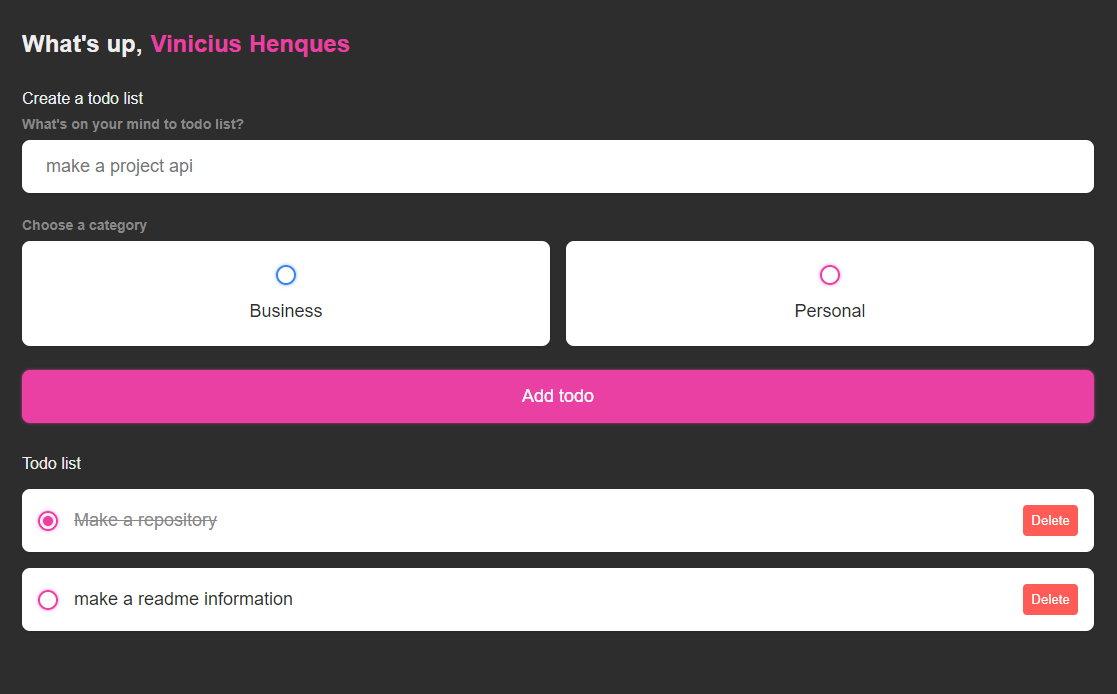 What's up, Vinicius Henques
Create a todo list
What's on your mind to todo list?
make a project api
Choose a category
Business
Personal
Add todo
Todo list
Make a repository
Delete
make a readme information
Delete